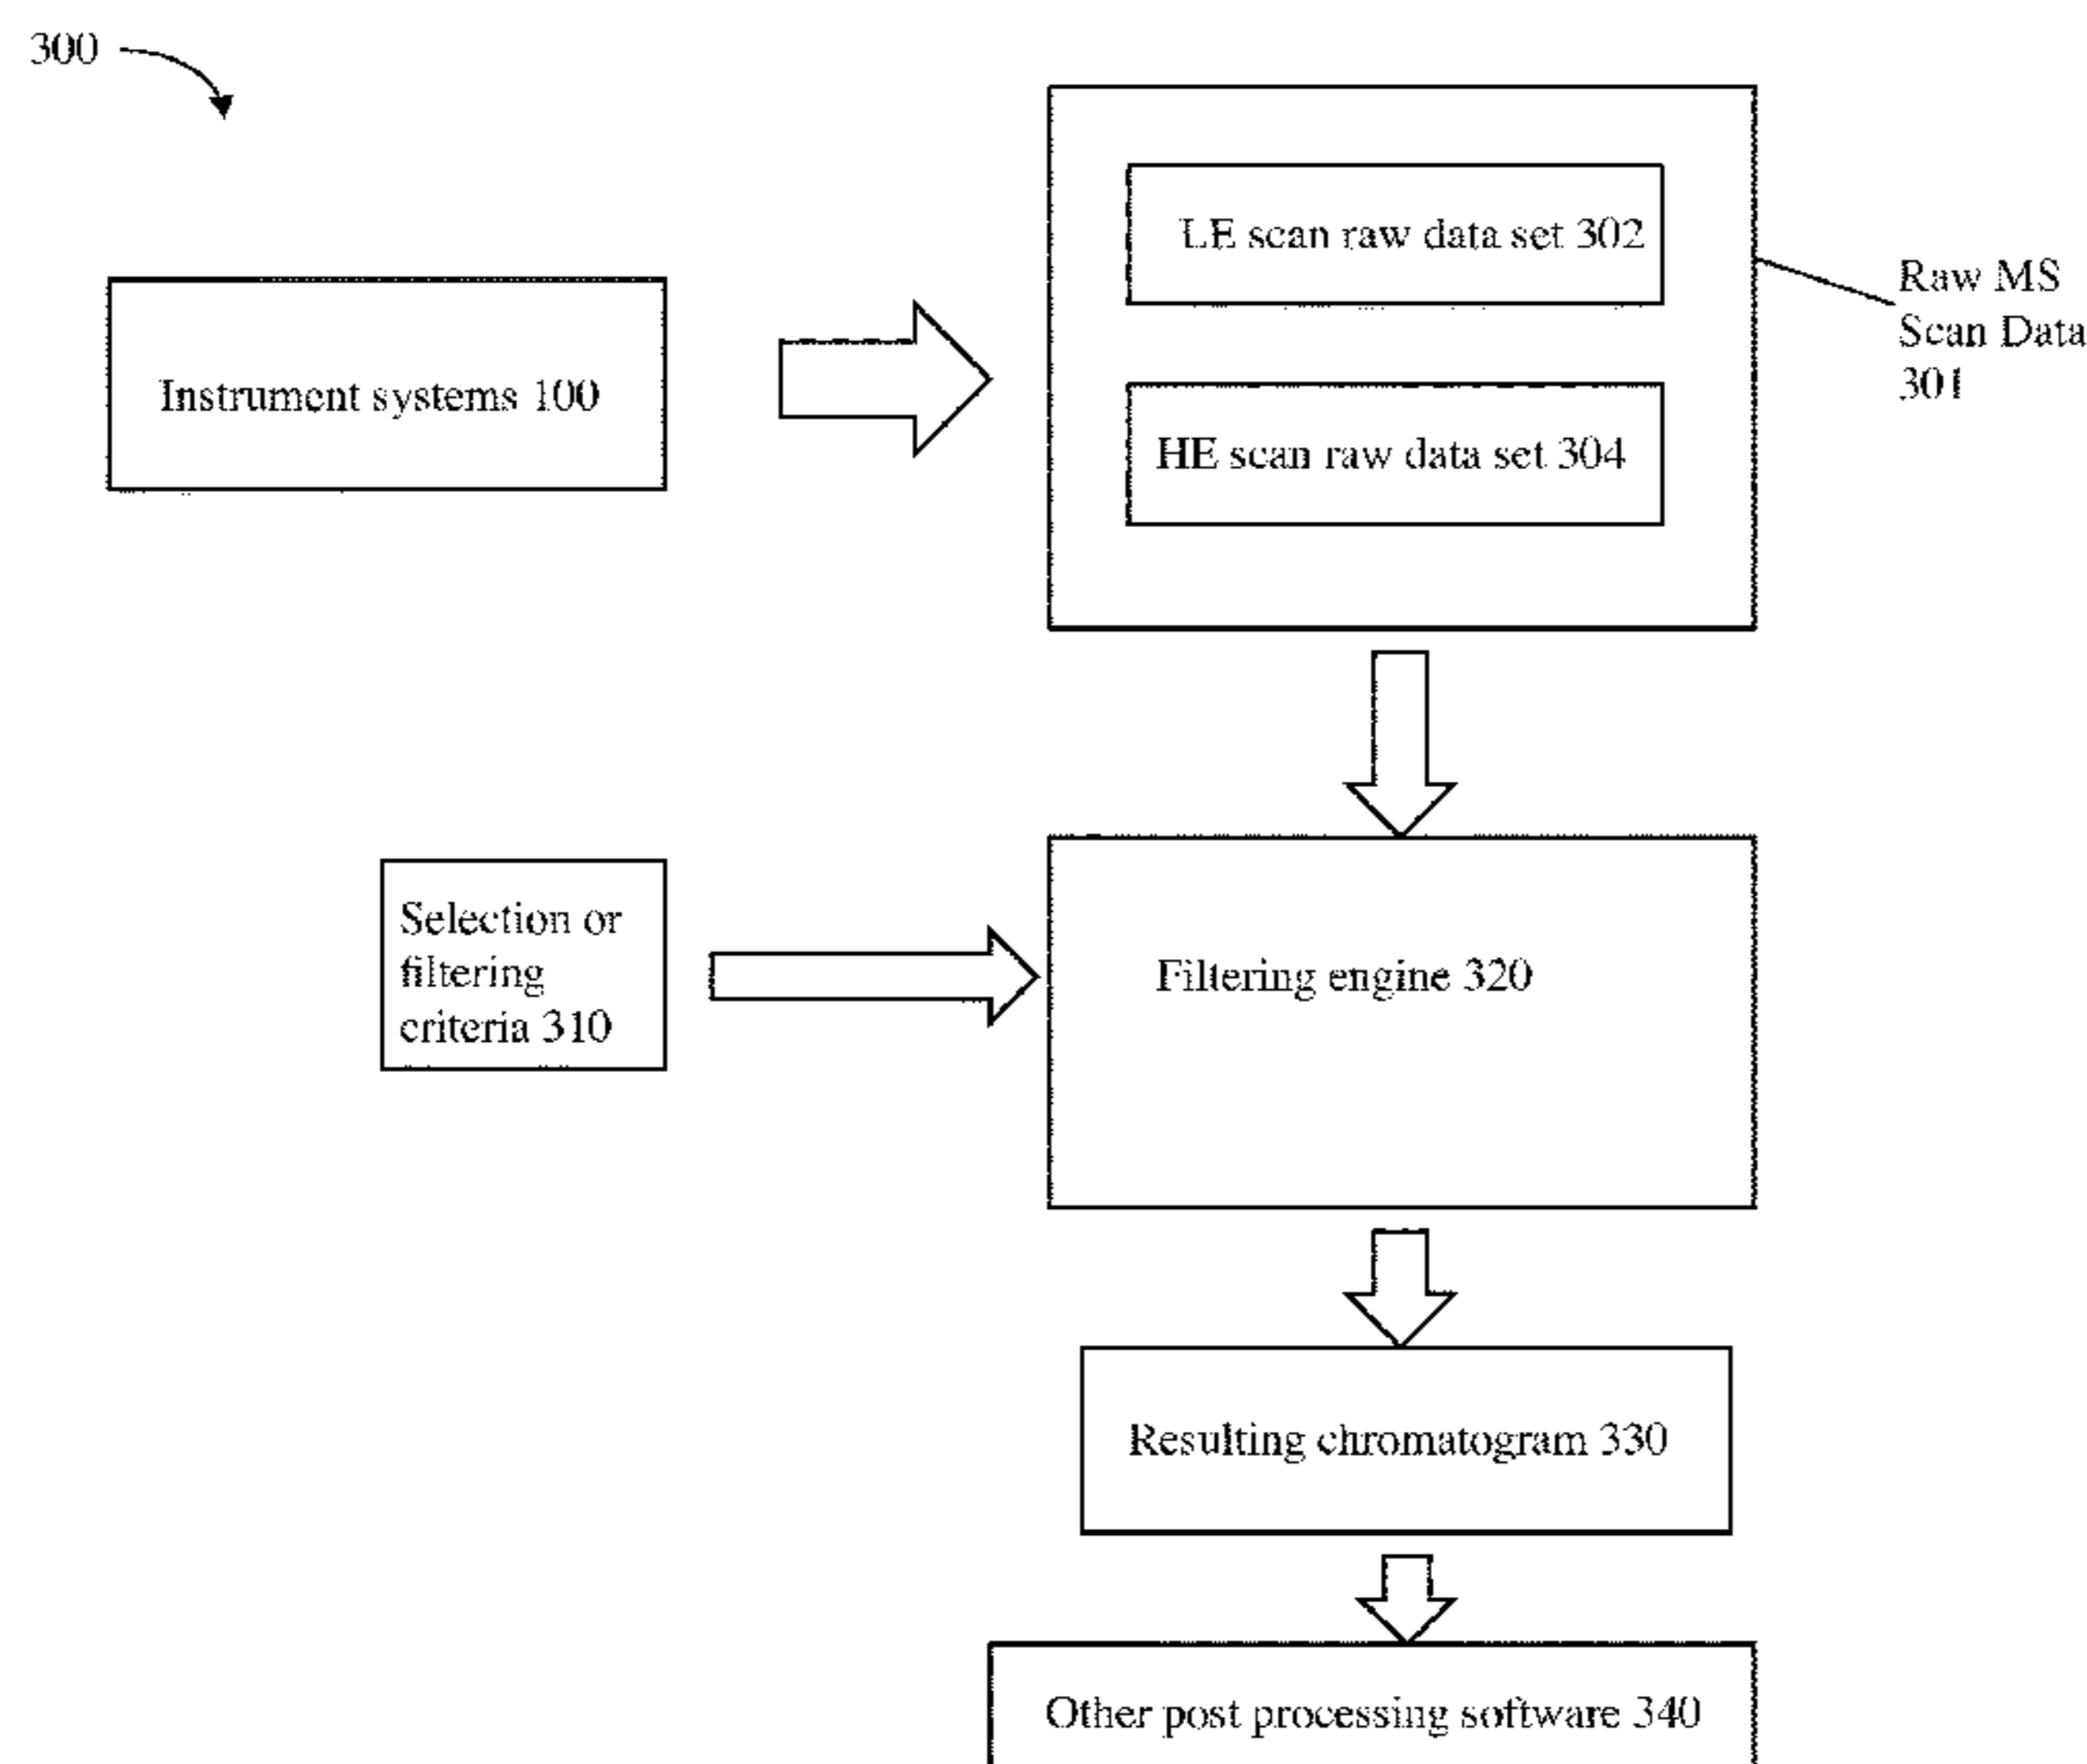 300
LE scan raw data set 302
Raw MS
Scan Data
301
Instrument systems 100
HE scan raw data set 304
Selection or
filtering
criteria 310
Filtering engine 320
Resulting chromatogram 330
Other post processing software 340